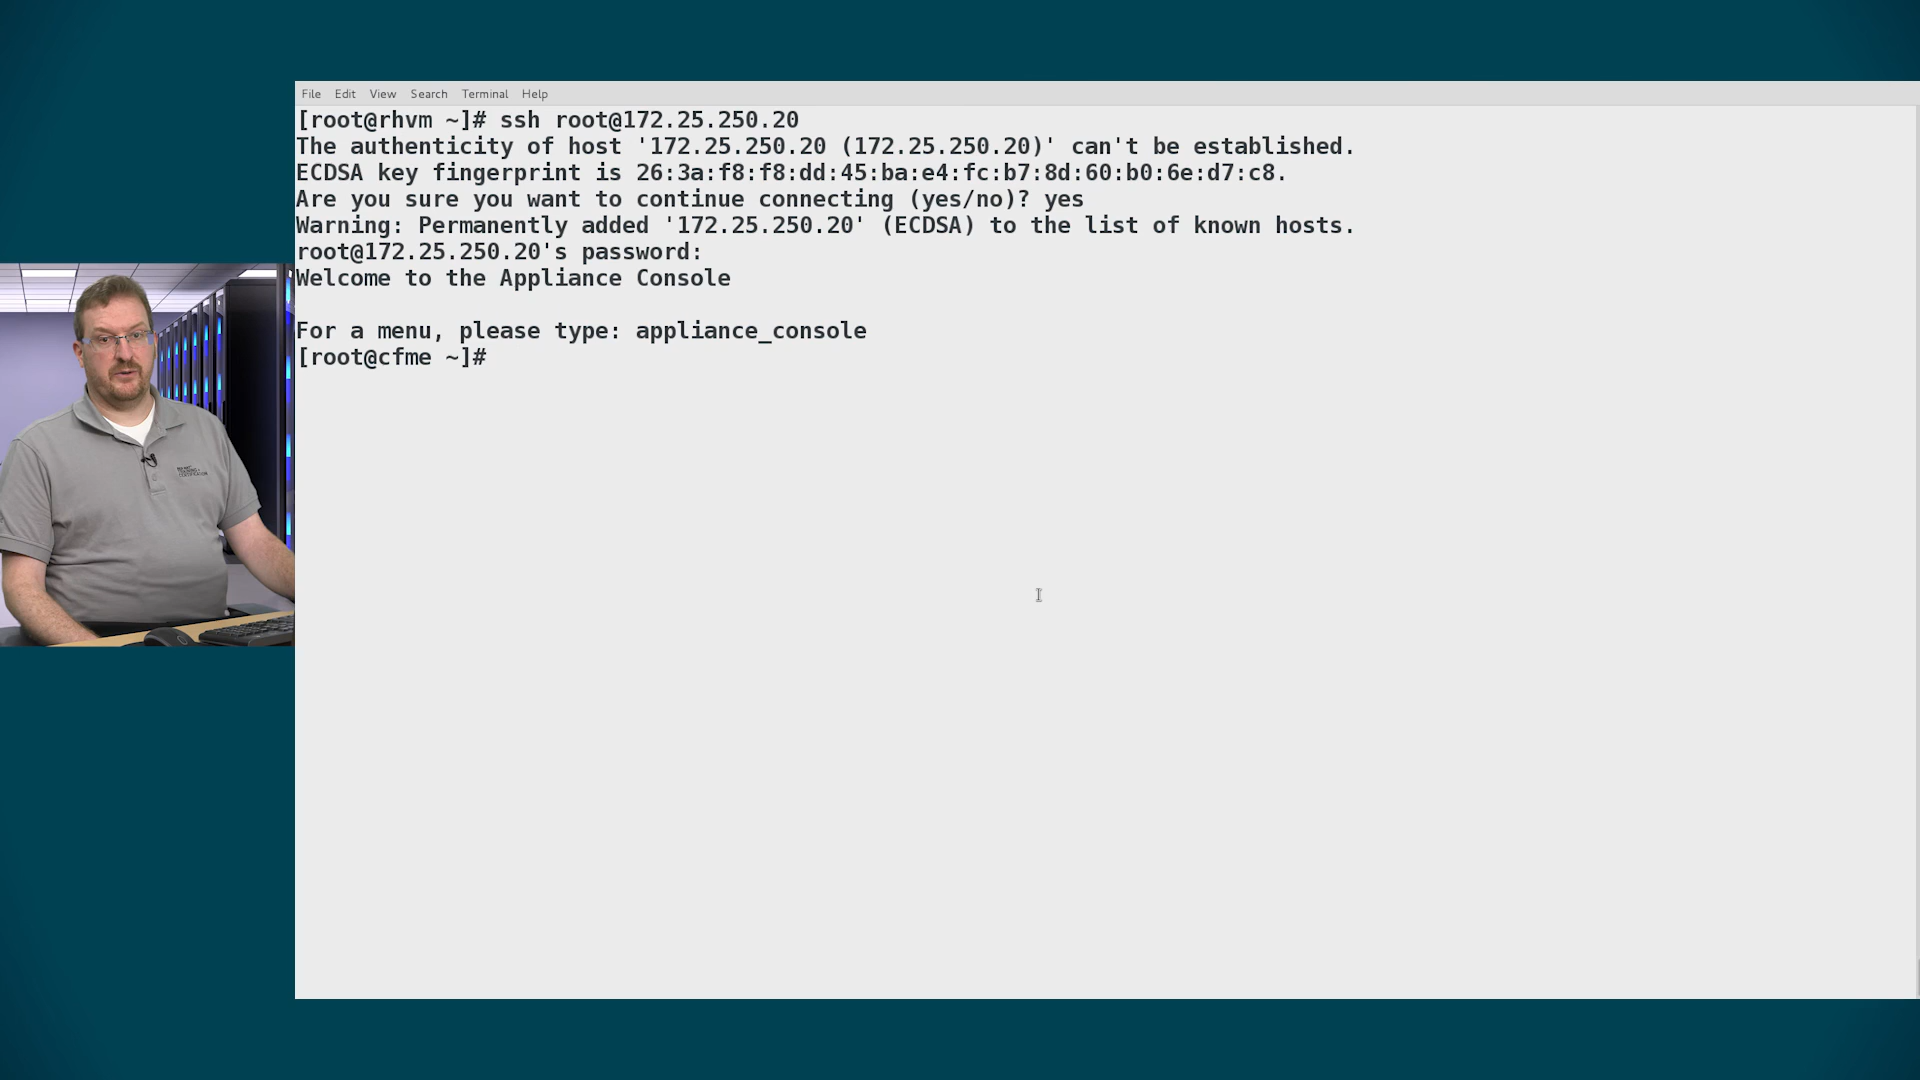 File Edit View Search Terminal Help
[root@rhvm ~]# ssh root@172.25.250.20
The authenticity of host '172.25.250.20 (172.25.250.20)' can't be established.
ECDSA key fingerprint is 26:3a:f8:f8:dd:45:ba:e4:fc:b7:8d:60:b0:6e:d7:c8.
Are you sure you want to continue connecting (yes/no)? yes
Warning: Permanently added '172.25.250.20' (ECDSA) to the list of known hosts.
root@172.25.250.20's password:
Welcome to the Appliance Console
For a menu, please type: appliance_console
[root@cfme ~]#